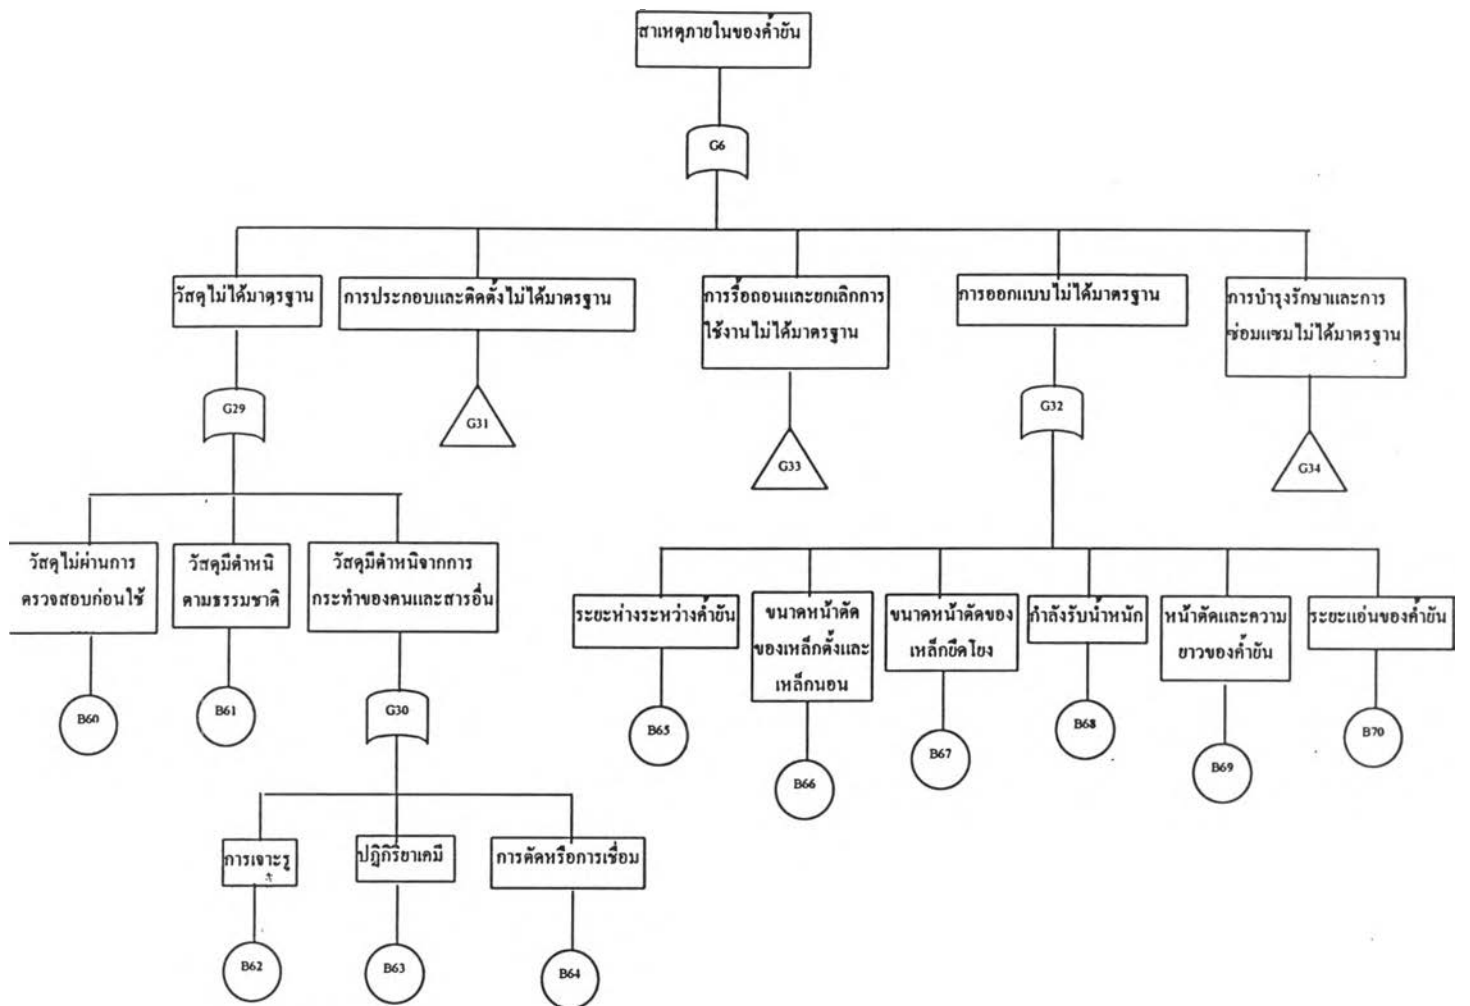 สาเหตุภายในของค้ำยัน
G6
วัสดุไม่ได้มาตรฐาน
การประกอบและติดตั้งไม่ได้มาตรฐาน
การรื้อถอนและยกเลิกการ
ใช้งานไม่ได้มาตรฐาน
การออกแบบไม่ได้มาตรฐาน
การบำรุงรักษาและการ
ซ่อมแซมไม่ได้มาตรฐาน
G29
G31
G33
G32
G34
วัสดุไม่ผ่านการ
ตรวจสอบก่อนใช้
วัสดุมีตำหนิ
ตามธรรมชาติ
วัสดุมีตำหนิจากการ
กระทำของคนและสารอื่น
ระยะห่างระหว่างค้ำยัน
ขนาดหน้าตัด
ของเหล็กตั้งและ
เหล็กนอน
ขนาดหน้าตัดของ
เหล็กยึดโยง
กำลังรับน้ำหนัก
หน้าตัดและความ
ยาวของค้ำยัน
ระยะแอ่นของค้ำยัน
B60
B61
G30
B65
B66
B67
B68
B69
B70
การเจาะรู
ปฏิกิริยาเคมี
การตัดหรือการเชื่อม
B62
B63
B64